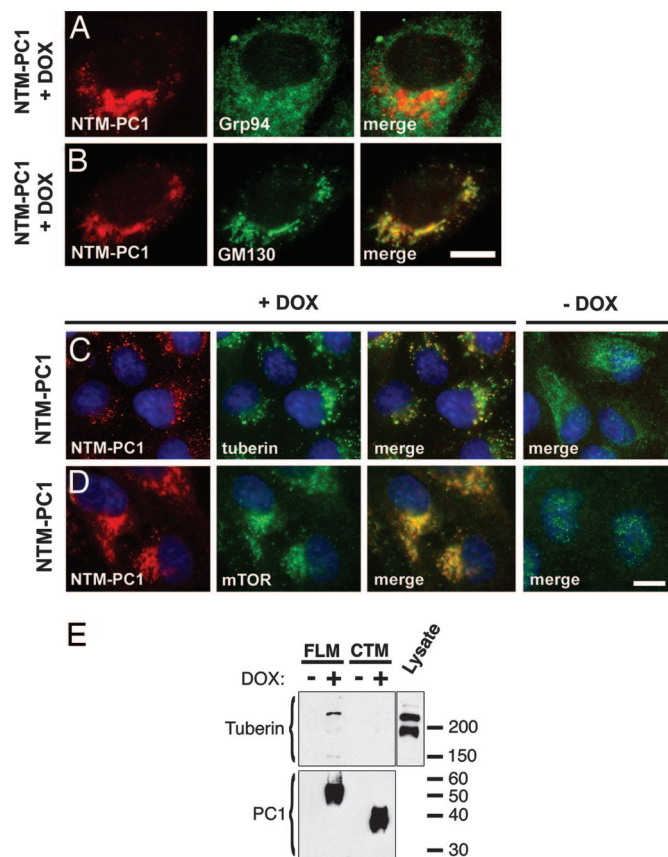 A
NTM-PC1
+ DOX
NTM-PC1
Grp94
merge
B
NTM-PC1
+ DOX
NTM-PC1
GM130
merge
+ DOX
- DOX
C
NTM-PC1
NTM-PC1
tuberin
merge
merge
D
NTM-PC1
NTM-PC1
mTOR
merge
merge
E
FLM CTM Lysate
DOX: - + - +
Tuberin
200
150
PC1
60
50
40
30